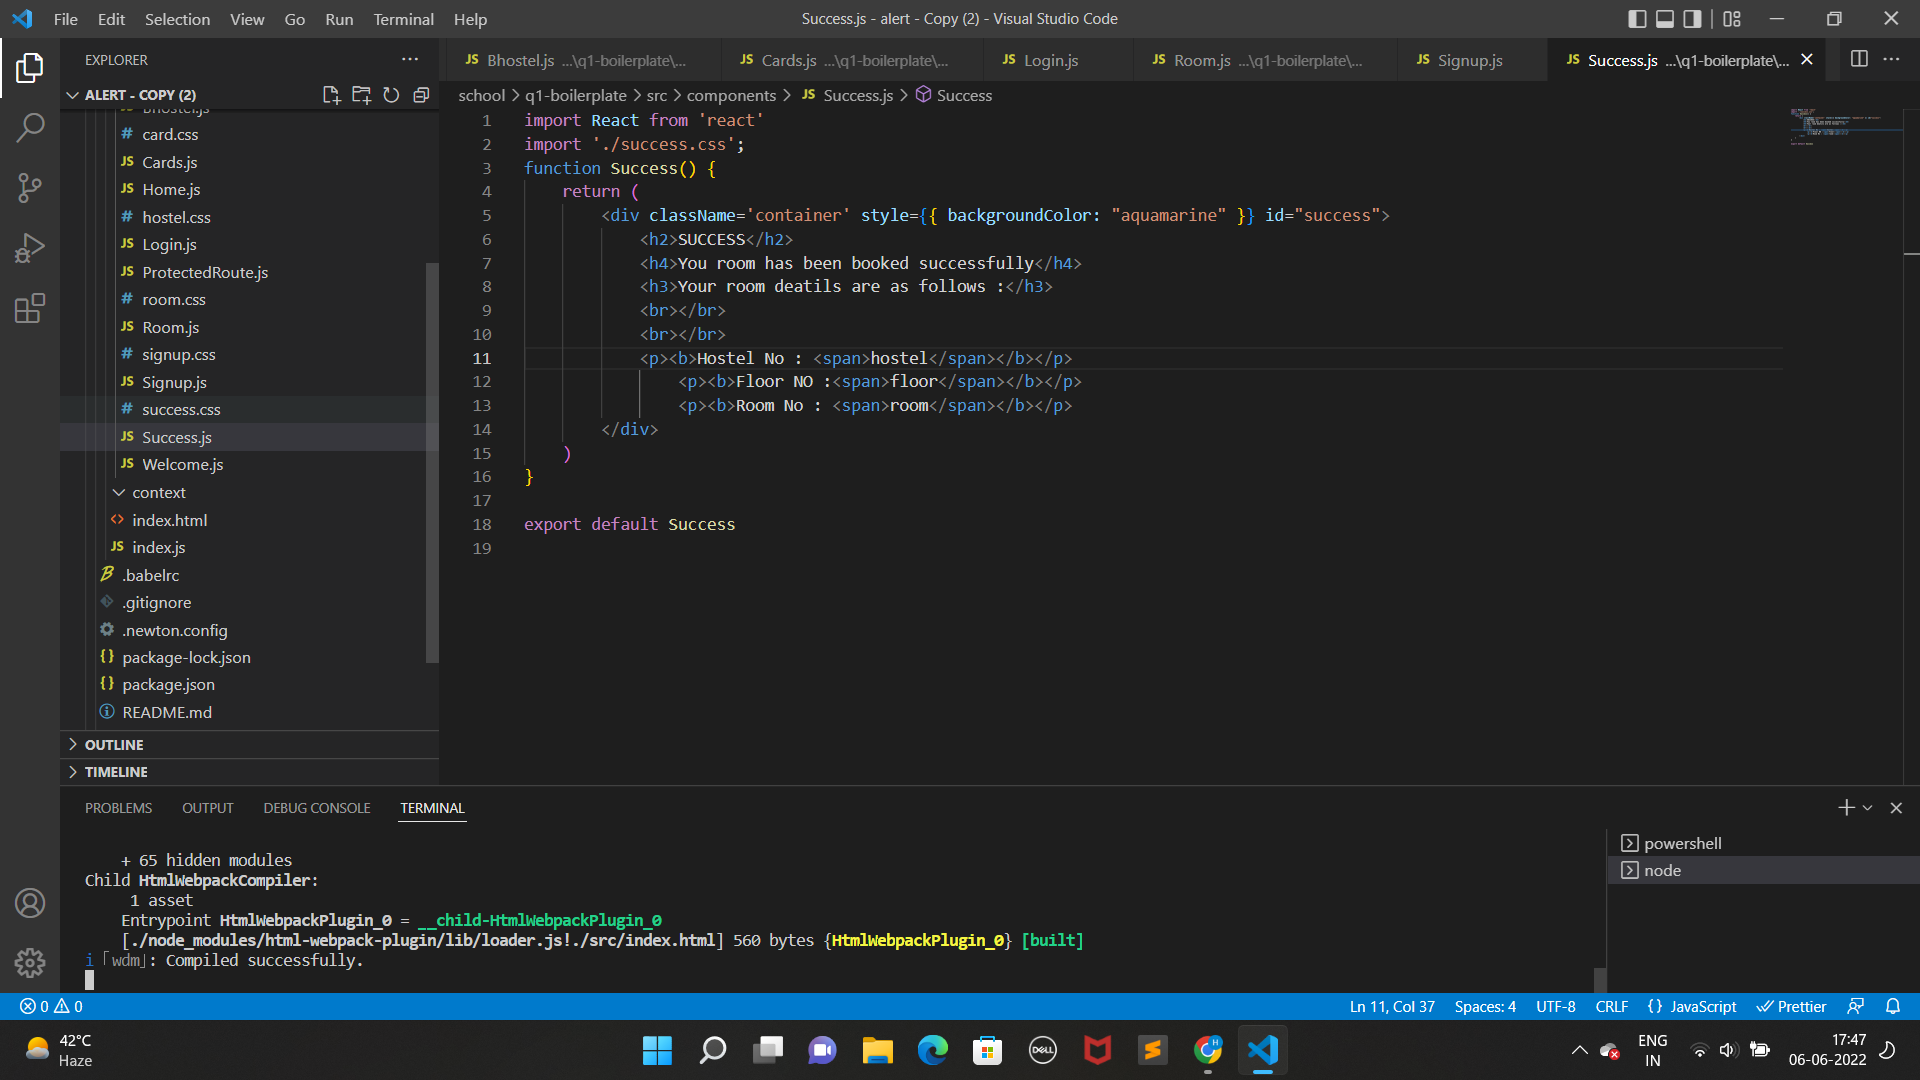 File Edit Selection View Go Run Terminal Help
Success.js - alert - Copy (2) - Visual Studio Code
EXPLORER
ALERT - COPY (2)
Bhostel.js
card.css
Cards.js
Home.js
hostel.css
Login.js
ProtectedRoute.js
room.css
Room.js
signup.css
Signup.js
success.css
Success.js
Welcome.js
context
index.html
index.js
.babelrc
.gitignore
.newton.config
package-lock.json
package.json
README.md
OUTLINE
TIMELINE
JS Bhostel.js ...\q1-boilerplate\...
JS Cards.js ...\q1-boilerplate\...
JS Login.js
JS Room.js ...\q1-boilerplate\...
JS Signup.js
JS Success.js ...\q1-boilerplate\...
school > q1-boilerplate > src > components > JS Success.js > Success
1 import React from 'react'
2 import './success.css';
3 function Success() {
4 return (
5 <div className='container' style={{ backgroundColor: "aquamarine" }} id="success">
6 <h2>SUCCESS</h2>
7 <h4>You room has been booked successfully</h4>
8 <h3>Your room deatils are as follows :</h3>
9 <br></br>
10 <br></br>
11 <p><b>Hostel No : <span>hostel</span></b></p>
12 <p><b>Floor NO :<span>floor</span></b></p>
13 <p><b>Room No : <span>room</span></b></p>
14 </div>
15 )
16 }
17
18 export default Success
19
PROBLEMS OUTPUT DEBUG CONSOLE TERMINAL
+ 65 hidden modules
Child HtmlWebpackCompiler:
1 asset
Entrypoint HtmlWebpackPlugin_0 = __child-HtmlWebpackPlugin_0
[./node_modules/html-webpack-plugin/lib/loader.js!./src/index.html] 560 bytes {HtmlWebpackPlugin_0} [built]
i ｢wdm｣: Compiled successfully.
powershell
node
0 0
Ln 11, Col 37 Spaces: 4 UTF-8 CRLF {} JavaScript Prettier
42°C
Haze
DELL
H
ENG
IN
17:47
06-06-2022